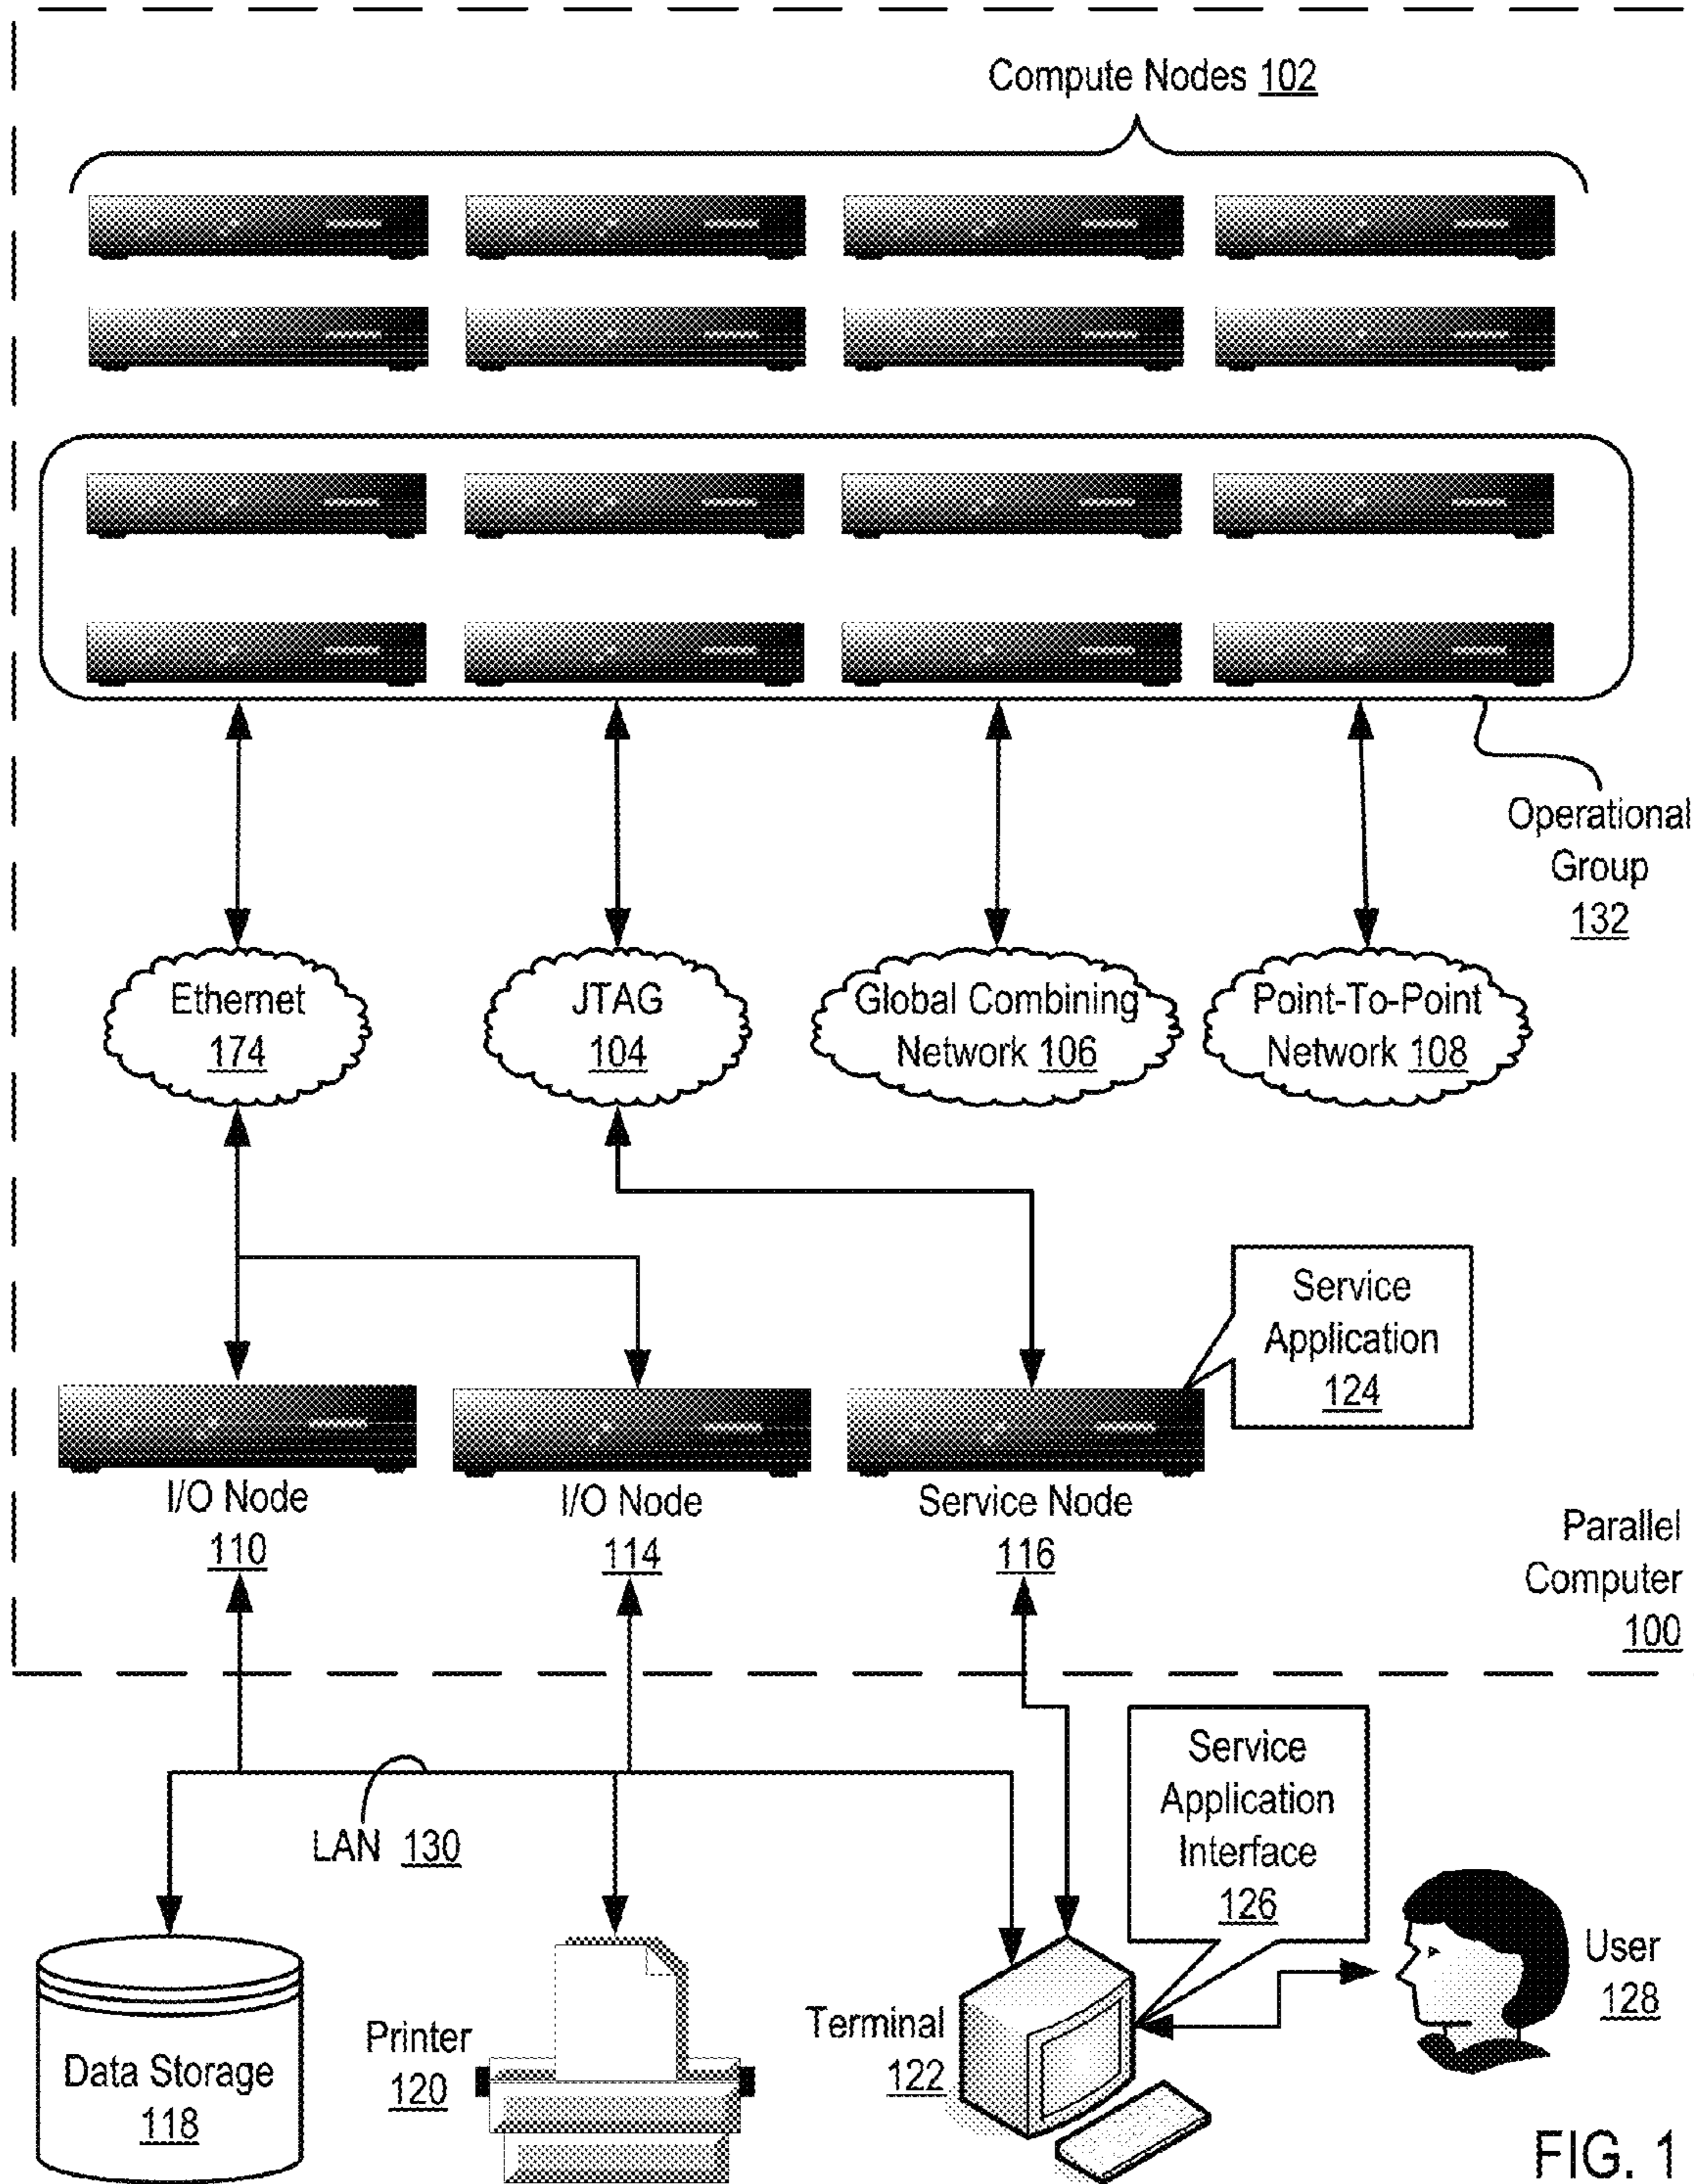 Compute Nodes 102
Operational
Group
132
Ethernet
174
JTAG
104
Global Combining
Network 106
Point-To-Point
Network 108
Service
Application
124
I/O Node
110
I/O Node
114
Service Node
116
Parallel
Computer
100
LAN 130
Service
Application
Interface
126
Data Storage
118
Printer
120
Terminal
122
User
128
FIG. 1